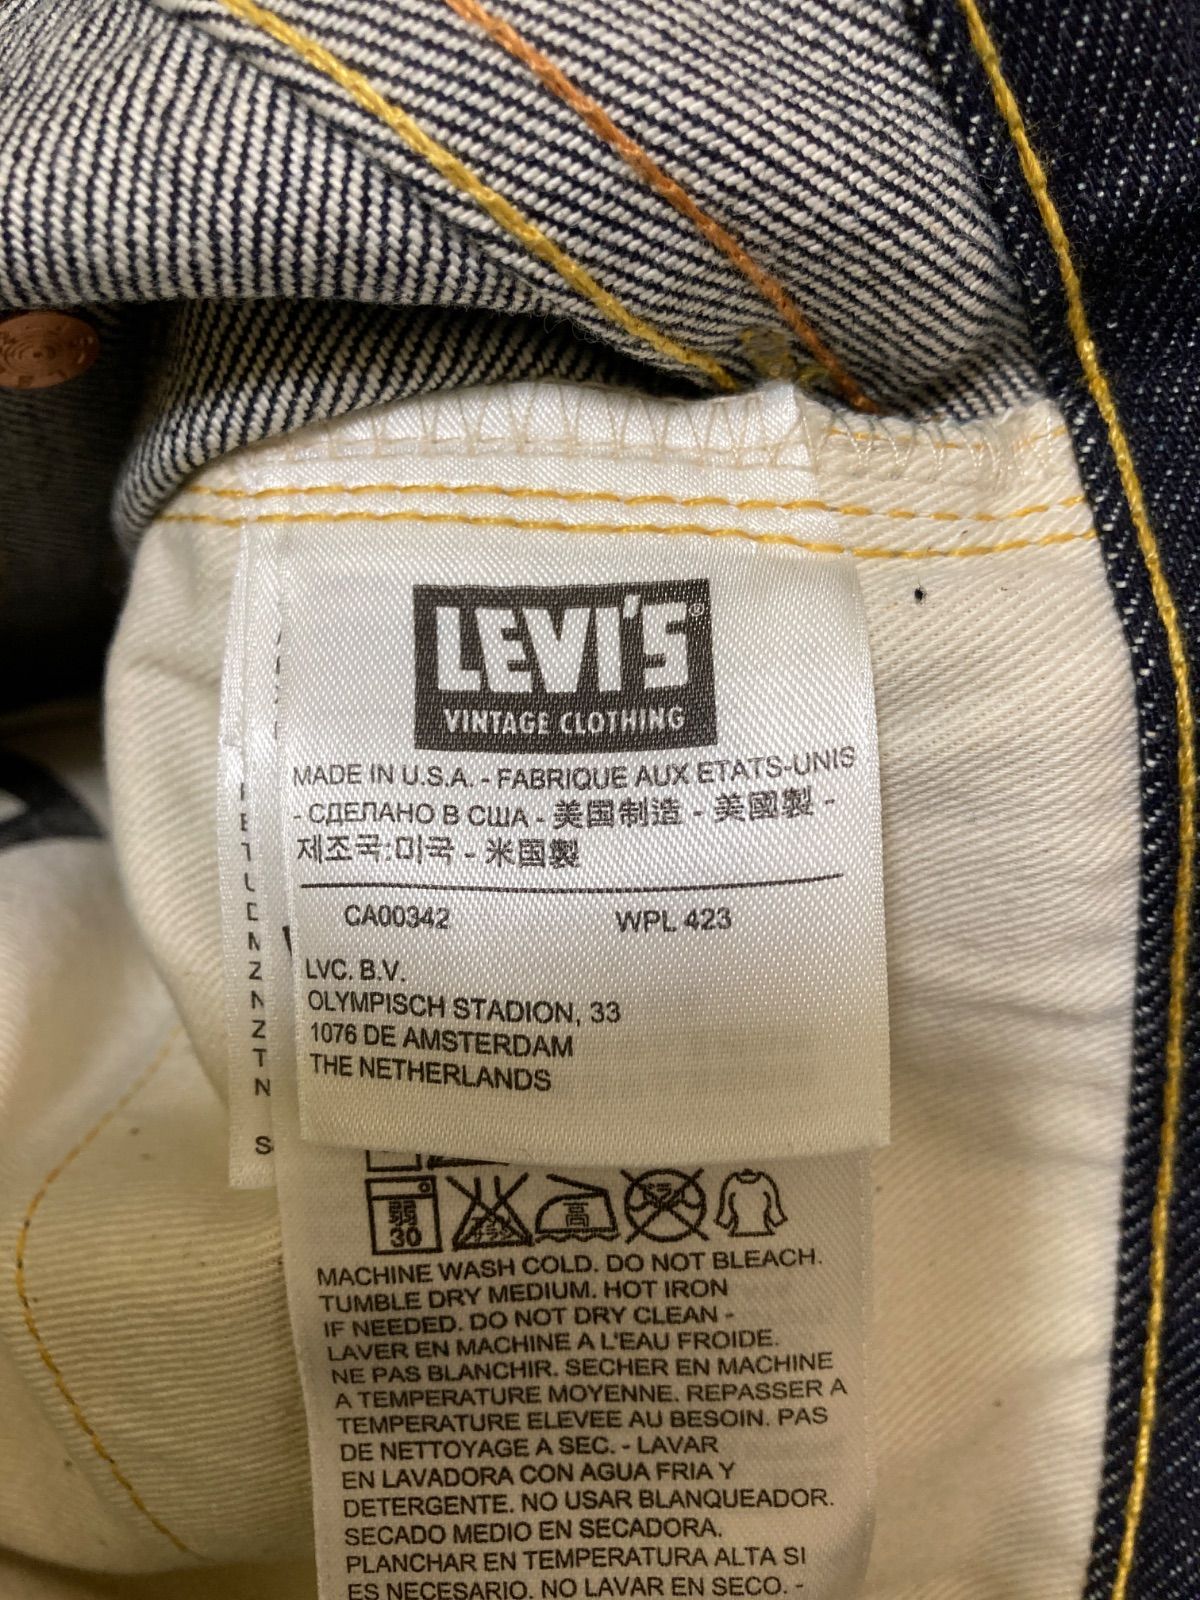 LEVI'S®
VINTAGE CLOTHING
MADE IN U.S.A. - FABRIQUE AUX ETATS-UNIS
- СДЕЛАНО В США - 美国制造 - 美國製 -
제조국:미국 - 米国製
CA00342 WPL 423
LVC. B.V.
OLYMPISCH STADION, 33
1076 DE AMSTERDAM
THE NETHERLANDS
弱
30
高
MACHINE WASH COLD. DO NOT BLEACH.
TUMBLE DRY MEDIUM. HOT IRON
IF NEEDED. DO NOT DRY CLEAN -
LAVER EN MACHINE A L'EAU FROIDE.
NE PAS BLANCHIR. SECHER EN MACHINE
A TEMPERATURE MOYENNE. REPASSER A
TEMPERATURE ELEVEE AU BESOIN. PAS
DE NETTOYAGE A SEC. - LAVAR
EN LAVADORA CON AGUA FRIA Y
DETERGENTE. NO USAR BLANQUEADOR.
SECADO MEDIO EN SECADORA.
PLANCHAR EN TEMPERATURA ALTA SI
ES NECESARIO. NO LAVAR EN SECO. -